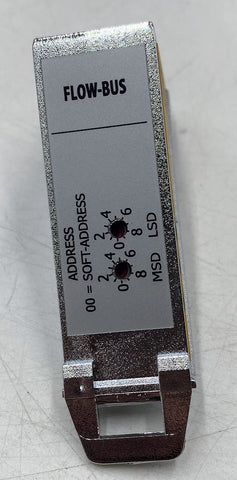 FLOW-BUS
ADDRESS
00 = SOFT-ADDRESS
0 2 4 6 8
MSD
0 2 4 6 8
LSD